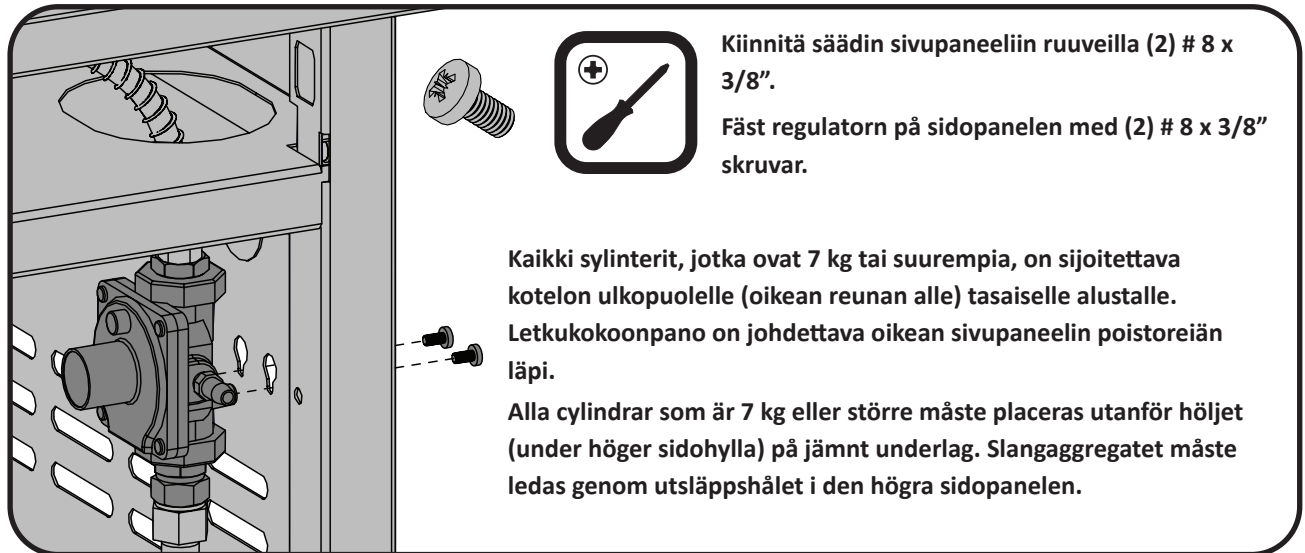 Kiinnitä säädin sivupaneeliin ruuveilla (2) # 8 x
3/8”.
Fäst regulatorn på sidopanelen med (2) # 8 x 3/8”
skruvar.
Kaikki sylinterit, jotka ovat 7 kg tai suurempia, on sijoitettava
kotelon ulkopuolelle (oikean reunan alle) tasaiselle alustalle.
Letkukokoonpano on johdettava oikean sivupaneelin poistoreiän
läpi.
Alla cylindrar som är 7 kg eller större måste placeras utanför höljet
(under höger sidohylla) på jämnt underlag. Slangaggregatet måste
ledas genom utsläppshålet i den högra sidopanelen.